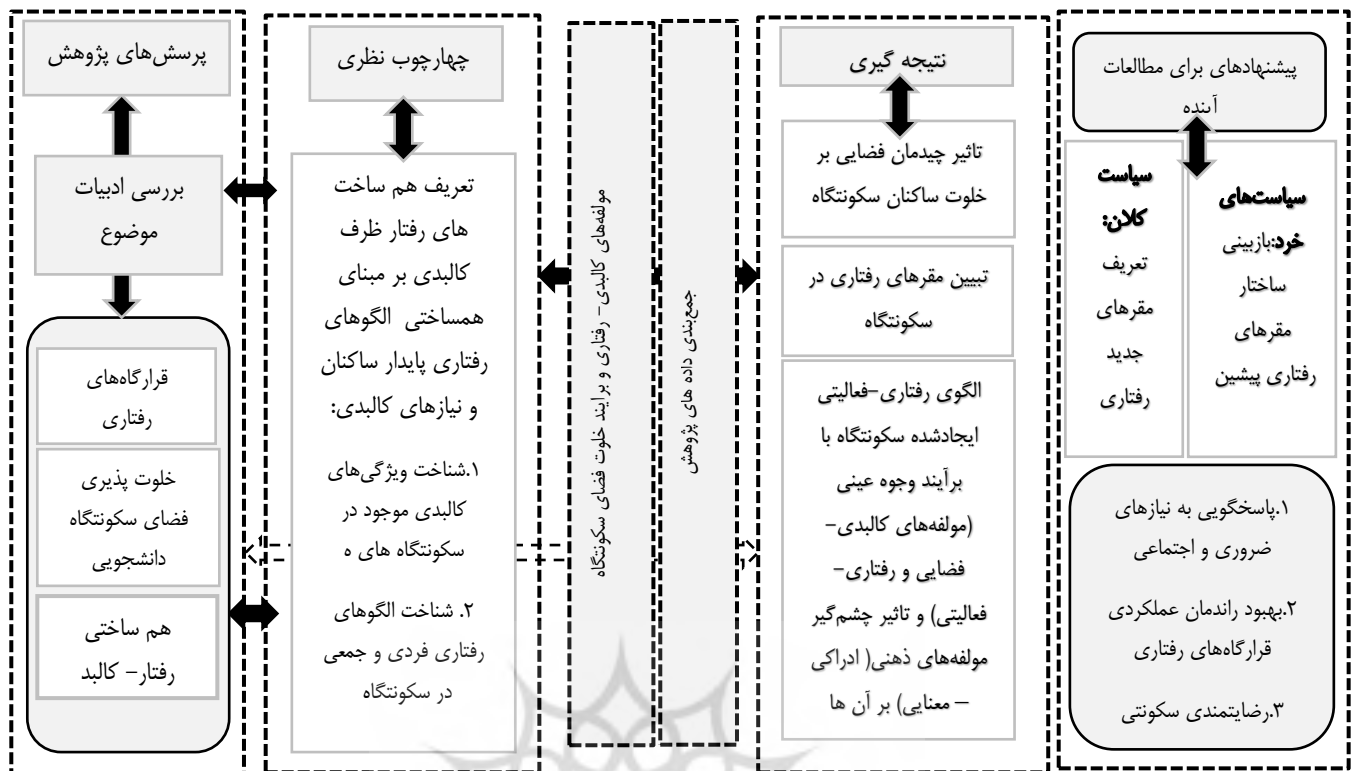 پرسش‌های پژوهش
بررسی ادبیات
موضوع
قرارگاه‌های
رفتاری
خلوت پذیری
فضای سکونتگاه
دانشجویی
هم ساختی
رفتار- کالبد
چهارچوب نظری
تعریف هم ساخت
های رفتار ظرف
کالبدی بر مبنای
همساختی الگوهای
رفتاری پایدار ساکنان
و نیازهای کالبدی:
۱.شناخت ویژگی‌های
کالبدی موجود در
سکونتگاه های ه
۲. شناخت الگوهای
رفتاری فردی و جمعی
در سکونتگاه
مولفه‌های کالبدی- رفتاری و برایند خلوت فضای سکونتگاه
جمع‌بندی داده های پژوهش
نتیجه گیری
تاثیر چیدمان فضایی بر
خلوت ساکنان سکونتگاه
تبیین مقرهای رفتاری در
سکونتگاه
الگوی رفتاری-فعالیتی
ایجادشده سکونتگاه با
برآیند وجوه عینی
(مولفه‌های کالبدی-
فضایی و رفتاری-
فعالیتی) و تاثیر چشم‌گیر
مولفه‌های ذهنی( ادراکی
- معنایی) بر آن ها
پیشنهادهای برای مطالعات
آینده
سیاست
کلان:
تعریف
مقرهای
جدید
رفتاری
سیاست‌های
خرد:بازبینی
ساختار
مقرهای
رفتاری پیشین
۱.پاسخگویی به نیازهای
ضروری و اجتماعی
۲.بهبود راندمان عملکردی
قرارگاه‌های رفتاری
۳.رضایتمندی سکونتی